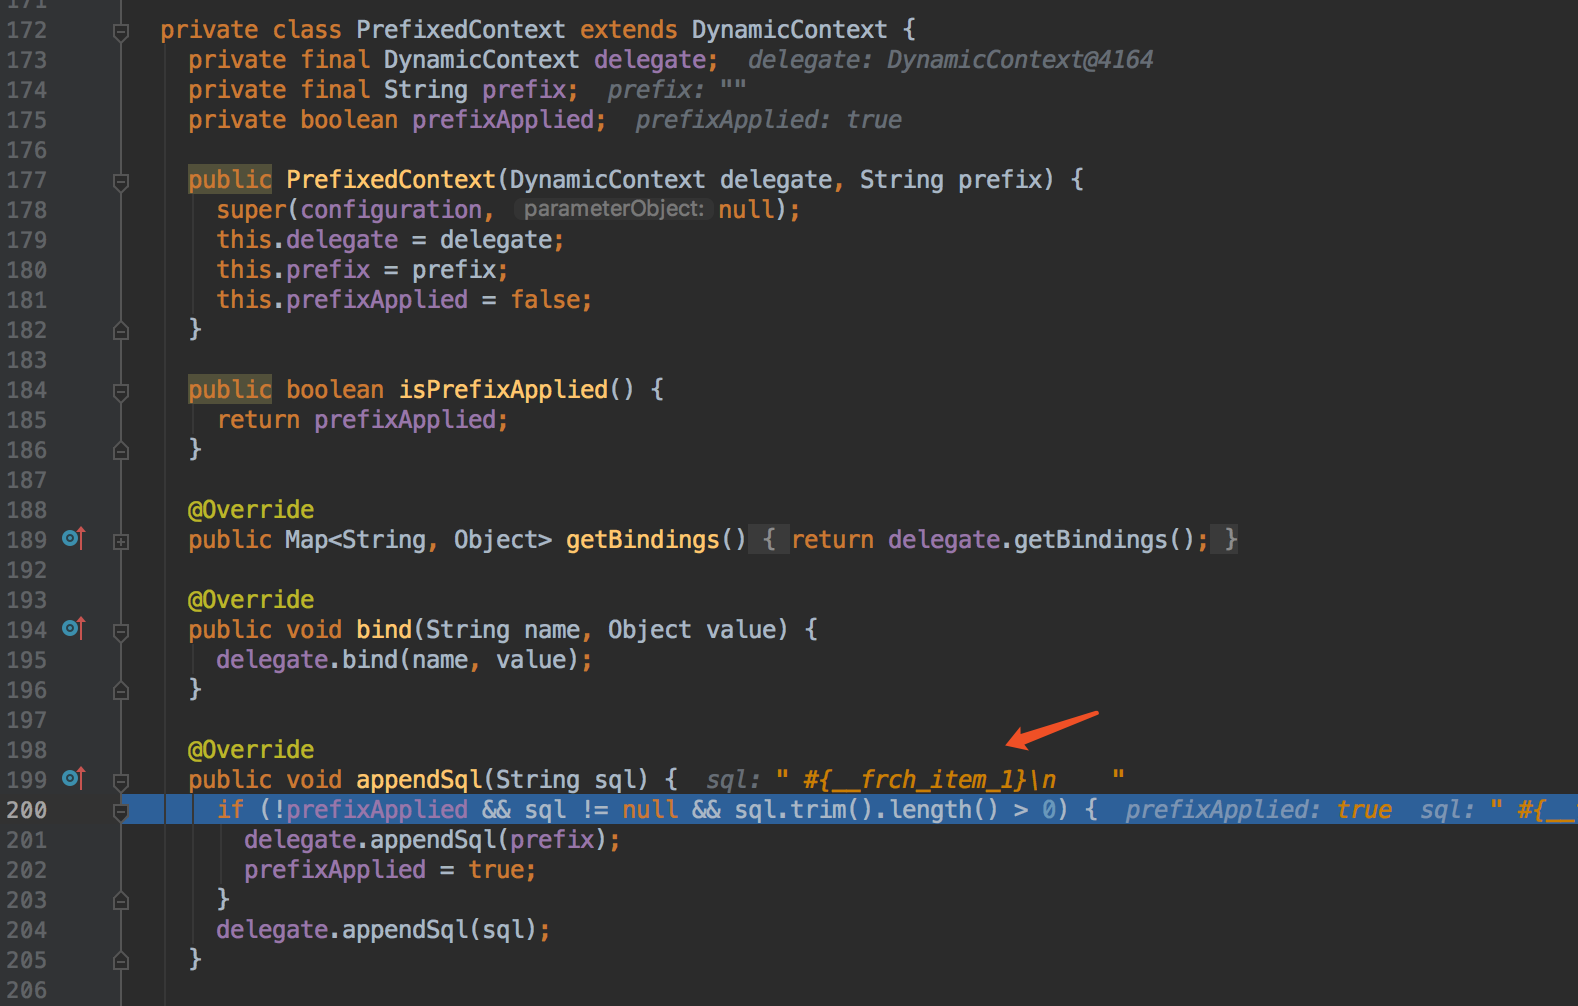 171
172 private class PrefixedContext extends DynamicContext {
173 private final DynamicContext delegate; delegate: DynamicContext@4164
174 private final String prefix; prefix: ""
175 private boolean prefixApplied; prefixApplied: true
176
177 public PrefixedContext(DynamicContext delegate, String prefix) {
178 super(configuration, parameterObject: null);
179 this.delegate = delegate;
180 this.prefix = prefix;
181 this.prefixApplied = false;
182 }
183
184 public boolean isPrefixApplied() {
185 return prefixApplied;
186 }
187
188 @Override
189 public Map<String, Object> getBindings() { return delegate.getBindings(); }
192
193 @Override
194 public void bind(String name, Object value) {
195 delegate.bind(name, value);
196 }
197
198 @Override
199 public void appendSql(String sql) { sql: " #{__frch_item_1}\n    "
200 if (!prefixApplied && sql != null && sql.trim().length() > 0) { prefixApplied: true sql: " #{__
201 delegate.appendSql(prefix);
202 prefixApplied = true;
203 }
204 delegate.appendSql(sql);
205 }
206